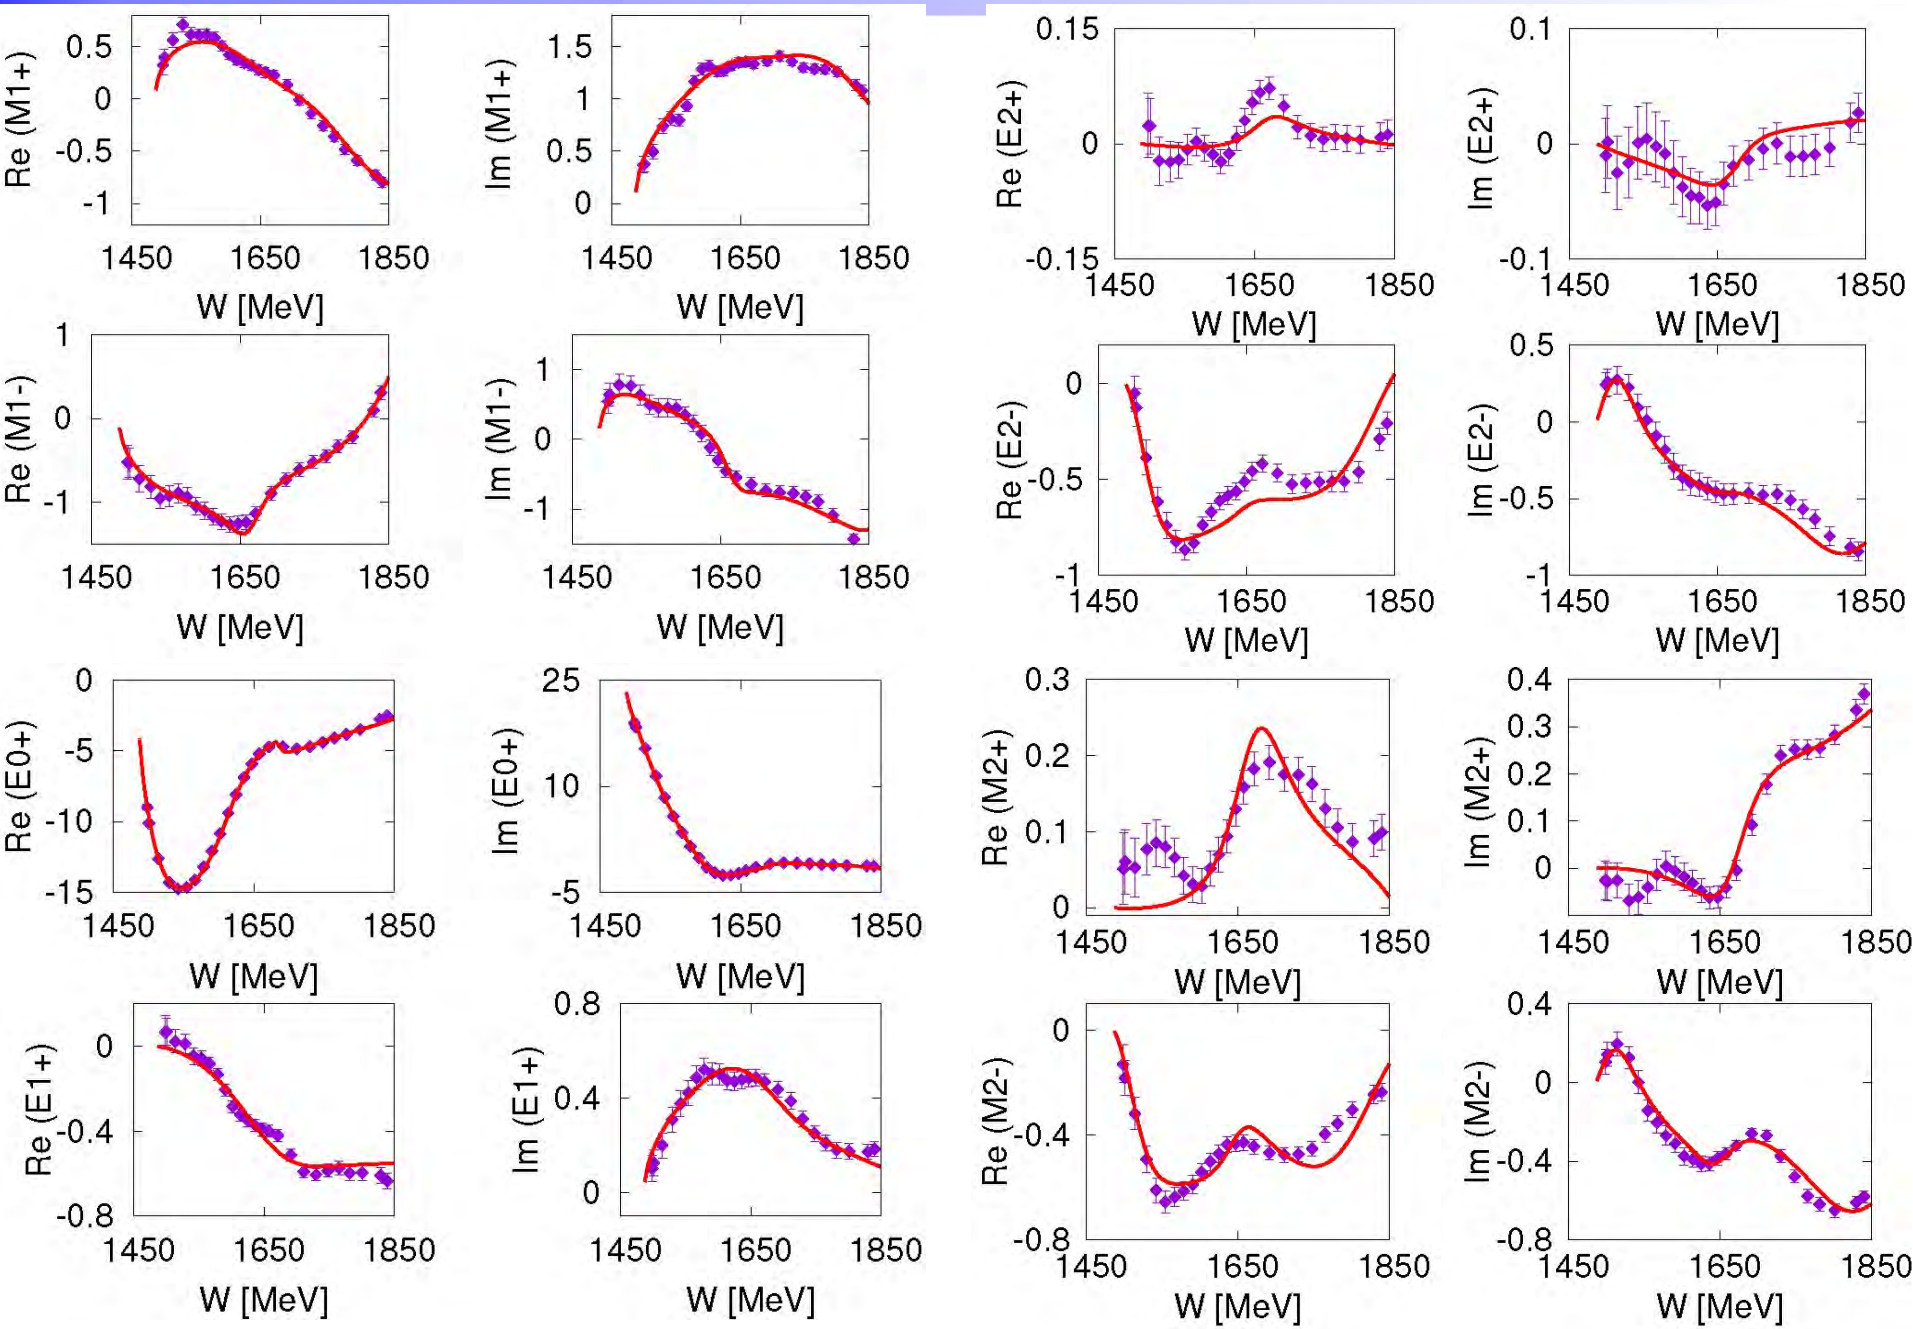 Re (M1+)
0.5
0
-0.5
-1
1450 1650 1850
W [MeV]
Im (M1+)
1.5
1
0.5
0
1450 1650 1850
W [MeV]
Re (E2+)
0.15
0
-0.15
1450 1650 1850
W [MeV]
Im (E2+)
0.1
0
-0.1
1450 1650 1850
W [MeV]
Re (M1-)
1
0
-1
1450 1650 1850
W [MeV]
Im (M1-)
1
0
-1
1450 1650 1850
W [MeV]
Re (E2-)
0
-0.5
-1
1450 1650 1850
W [MeV]
Im (E2-)
0.5
0
-0.5
-1
1450 1650 1850
W [MeV]
Re (E0+)
0
-5
-10
-15
1450 1650 1850
W [MeV]
Im (E0+)
25
10
-5
1450 1650 1850
W [MeV]
Re (M2+)
0.3
0.2
0.1
0
1450 1650 1850
W [MeV]
Im (M2+)
0.4
0.3
0.2
0.1
0
1450 1650 1850
W [MeV]
Re (E1+)
0
-0.4
-0.8
1450 1650 1850
W [MeV]
Im (E1+)
0.8
0.4
0
1450 1650 1850
W [MeV]
Re (M2-)
0
-0.4
-0.8
1450 1650 1850
W [MeV]
Im (M2-)
0.4
0
-0.4
-0.8
1450 1650 1850
W [MeV]